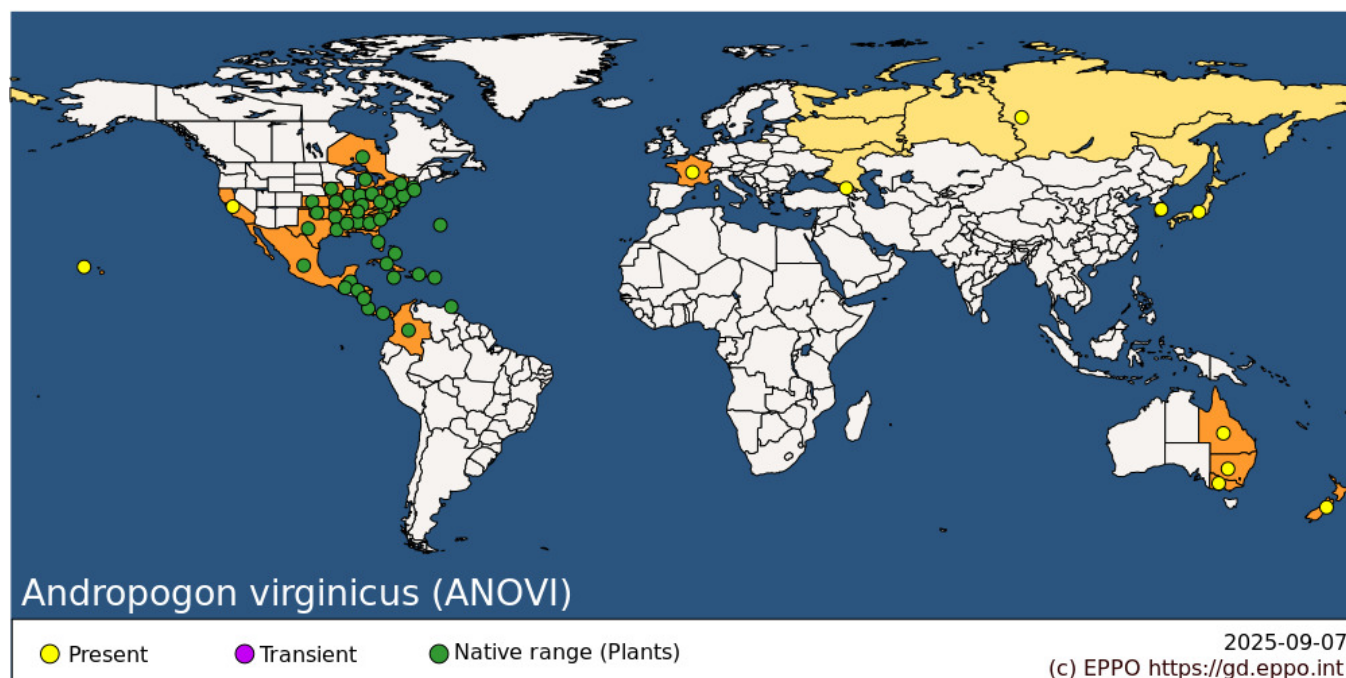 Andropogon virginicus (ANOVI)
Present
Transient
Native range (Plants)
2025-09-07
(c) EPPO https://gd.eppo.int